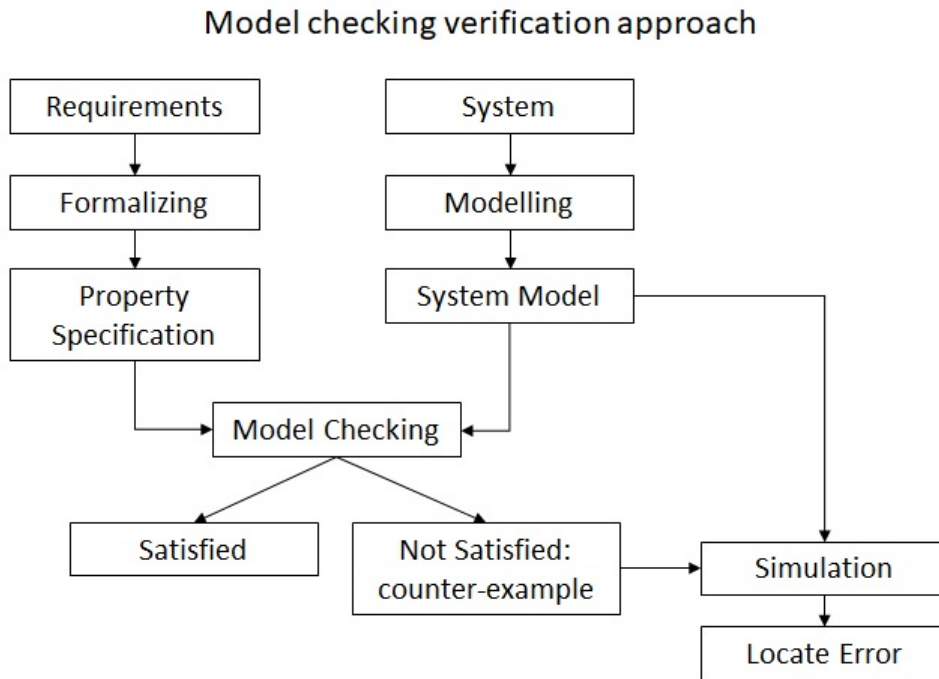 Model checking verification approach
Requirements
System
Formalizing
Modelling
Property
Specification
System Model
Model Checking
Satisfied
Not Satisfied:
counter-example
Simulation
Locate Error